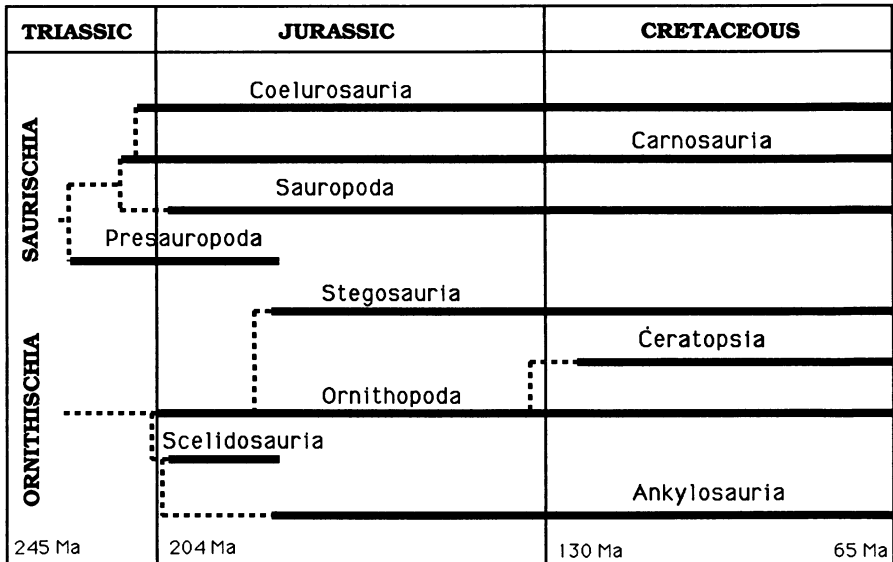 TRIASSIC JURASSIC CRETACEOUS
SAURISCHIA
Coelurosauria
Carnosauria
Sauropoda
Presauropoda
ORNITHISCHIA
Stegosauria
Ċeratopsia
Ornithopoda
Scelidosauria
Ankylosauria
245 Ma 204 Ma 130 Ma 65 Ma